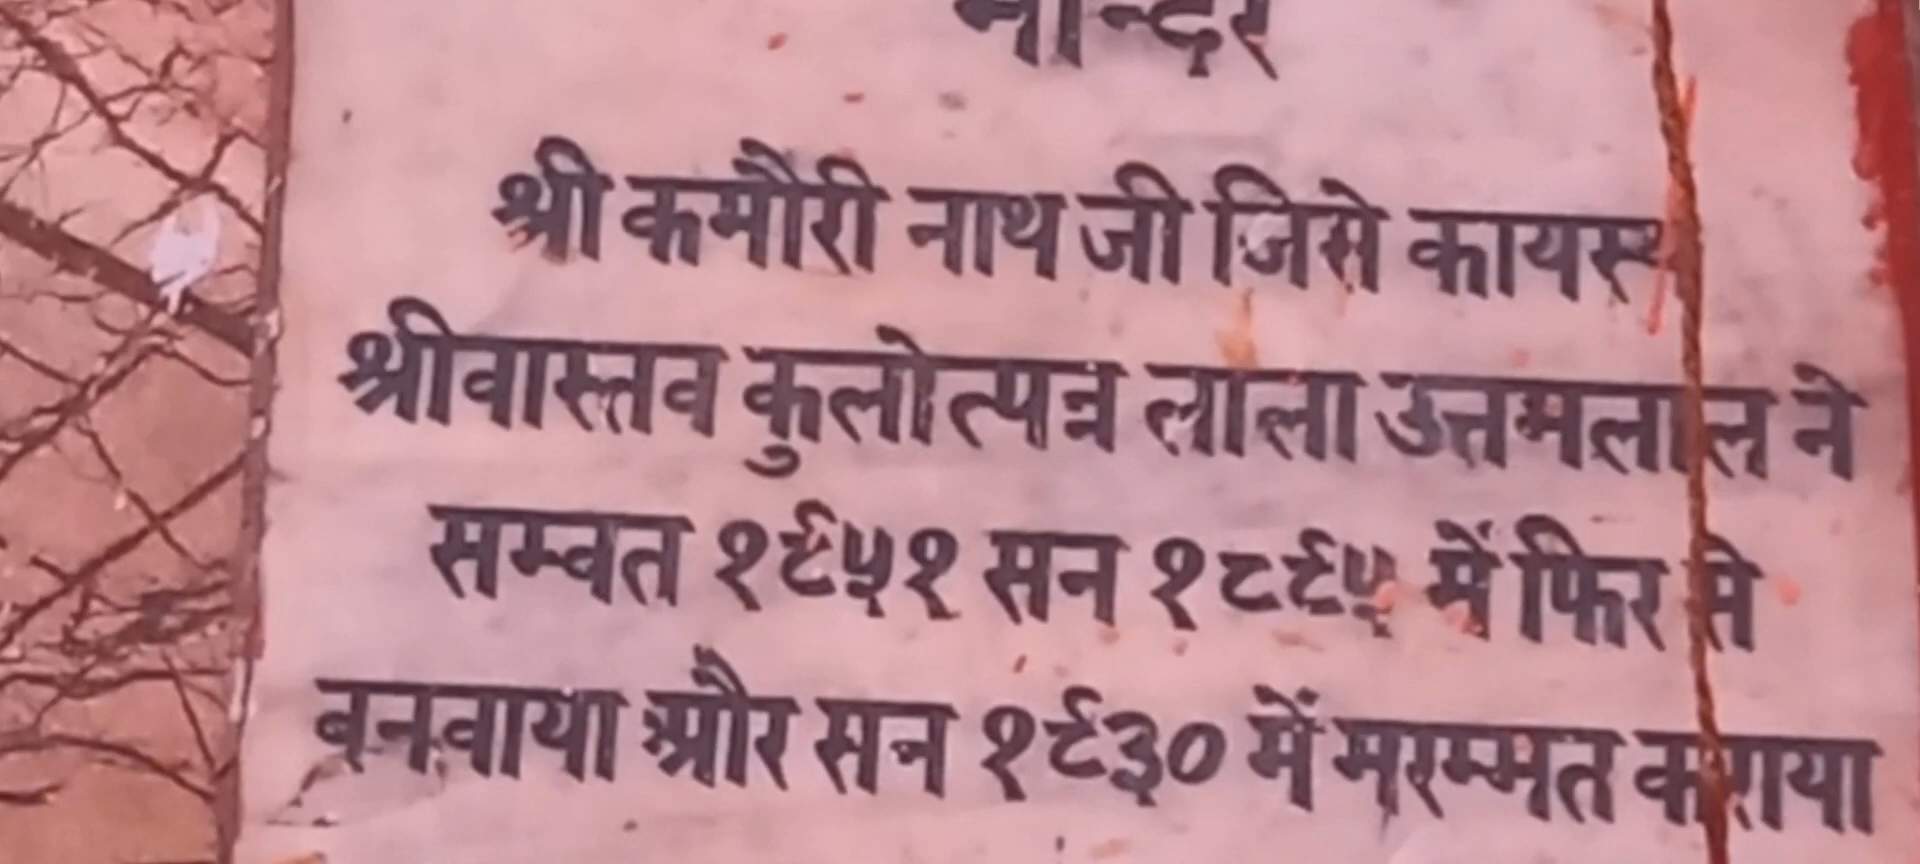 मन्दिर
श्री कमौरी नाथ जी जिसे कायस्थ
श्रीवास्तव कुलोत्पन्न लाला उत्तमलाल ने
सम्वत १९५१ सन १८९५ में फिर से
बनवाया और सन १९३० में मरम्मत कराया